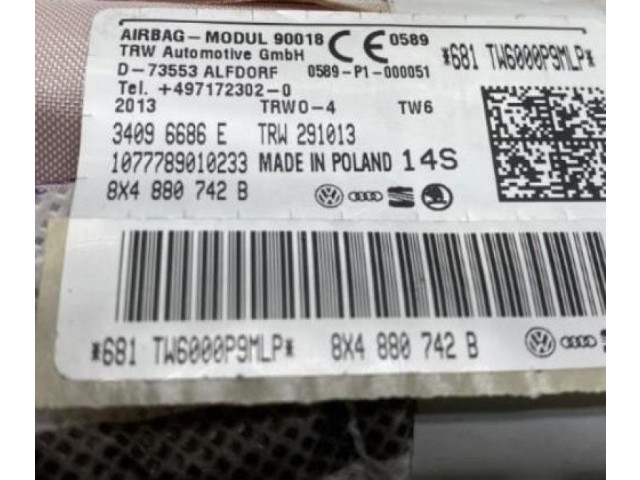 AIRBAG-MODUL 90018 CE 0589
TRW Automotive GmbH
D-73553 ALFDORF 0589-P1-000051
Tel. +497172302-0
2013 TRWO-4 TW6
3409 6686 E TRW 291013
1077789010233 MADE IN POLAND 14S
8X4 880 742 B
*681 TW6000P9MLP*
*681 TW6000P9MLP* 8X4 880 742 B